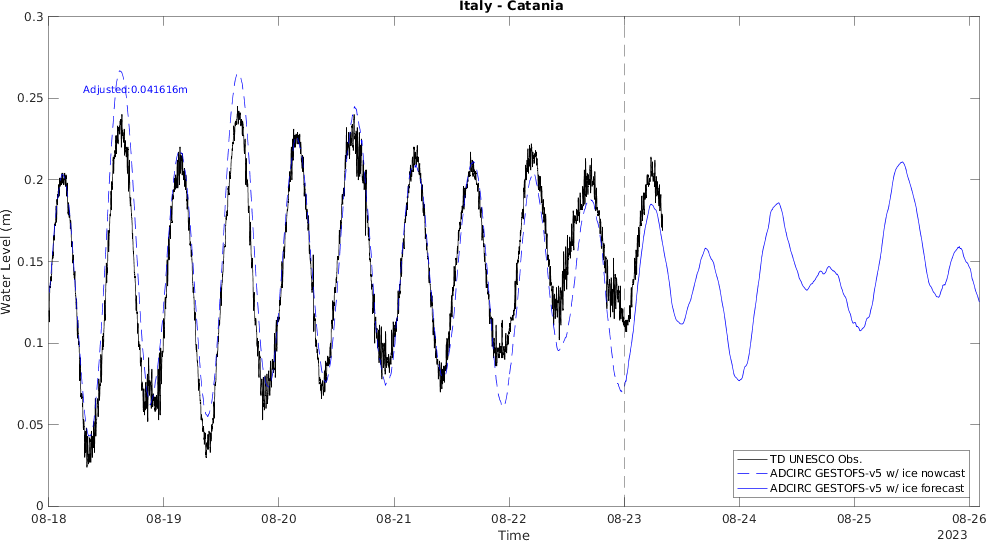 Italy - Catania
Water Level (m)
0.3
0.25
0.2
0.15
0.1
0.05
0
Adjusted:0.041616m
TD UNESCO Obs.
ADCIRC GESTOFS-v5 w/ ice nowcast
ADCIRC GESTOFS-v5 w/ ice forecast
08-18 08-19 08-20 08-21 08-22 08-23 08-24 08-25 08-26
Time
2023